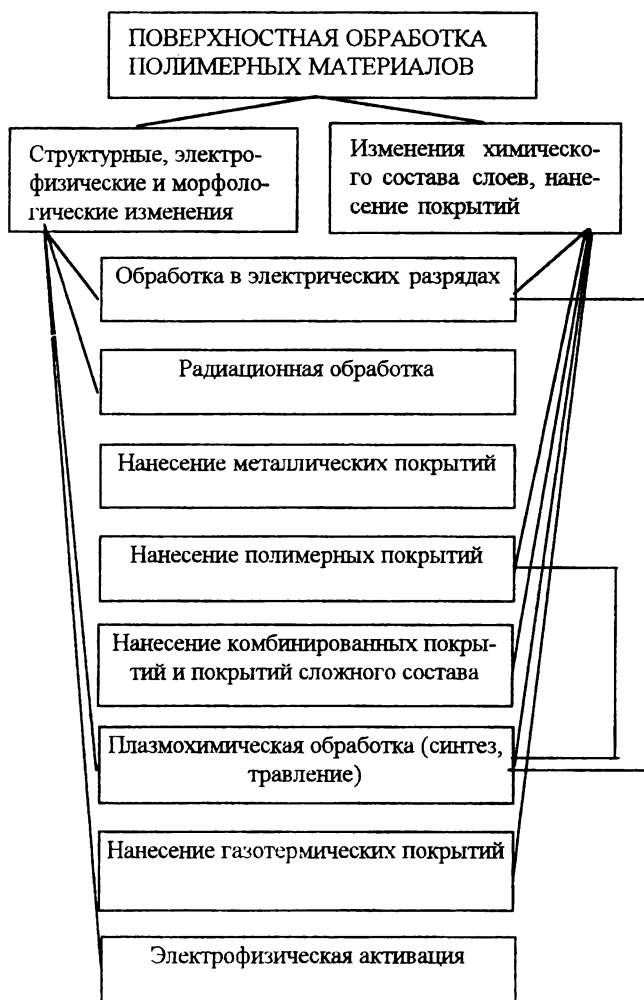 ПОВЕРХНОСТНАЯ ОБРАБОТКА
ПОЛИМЕРНЫХ МАТЕРИАЛОВ
Структурные, электро-
физические и морфоло-
гические изменения
Изменения химическо-
го состава слоев, нане-
сение покрытий
Обработка в электрических разрядах
Радиационная обработка
Нанесение металлических покрытий
Нанесение полимерных покрытий
Нанесение комбинированных покры-
тий и покрытий сложного состава
Плазмохимическая обработка (синтез,
травление)
Нанесение газотермических покрытий
Электрофизическая активация